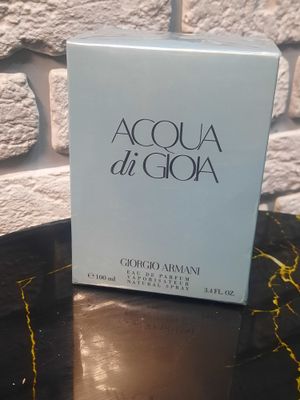 ACQUA
di GIOIA
GIORGIO ARMANI
EAU DE PARFUM
VAPORISATEUR
NATURAL SPRAY
℮ 100 ml
3.4 FL. OZ.